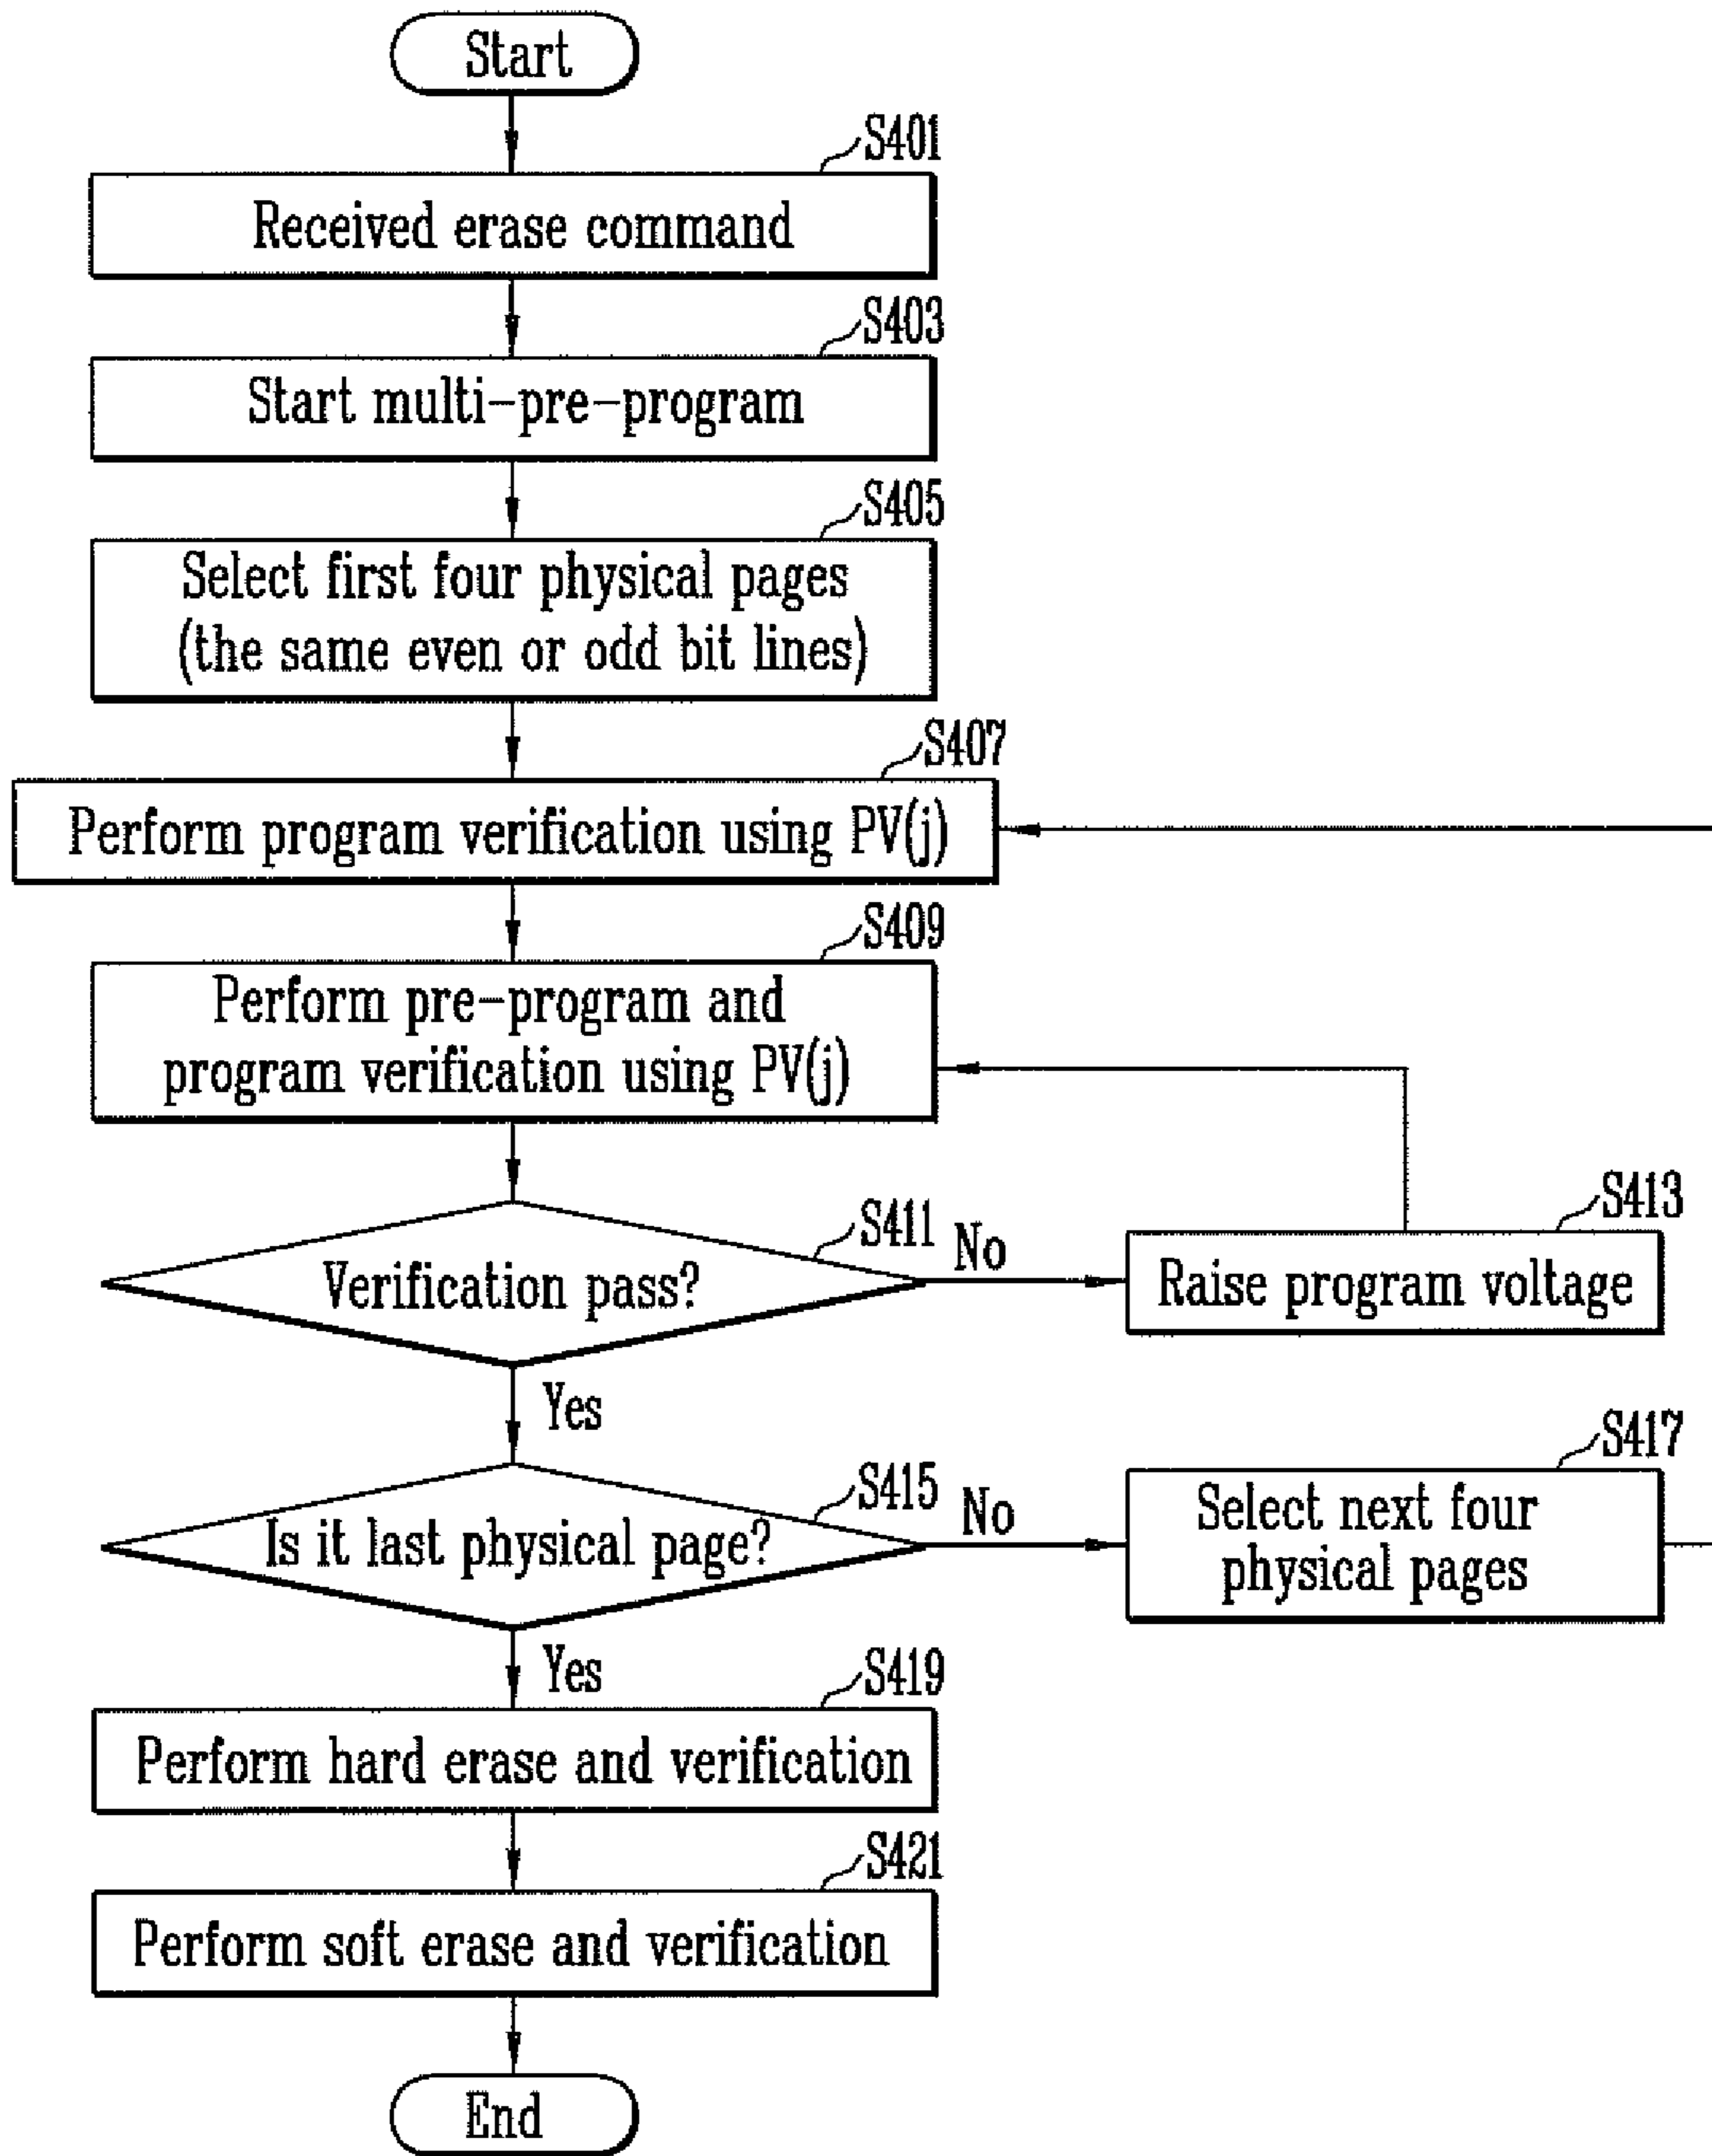 Start
S401
Received erase command
S403
Start multi-pre-program
S405
Select first four physical pages
(the same even or odd bit lines)
S407
Perform program verification using PV(j)
S409
Perform pre-program and
program verification using PV(j)
S411
Verification pass?
No
S413
Raise program voltage
Yes
S415
Is it last physical page?
No
S417
Select next four
physical pages
Yes
S419
Perform hard erase and verification
S421
Perform soft erase and verification
End